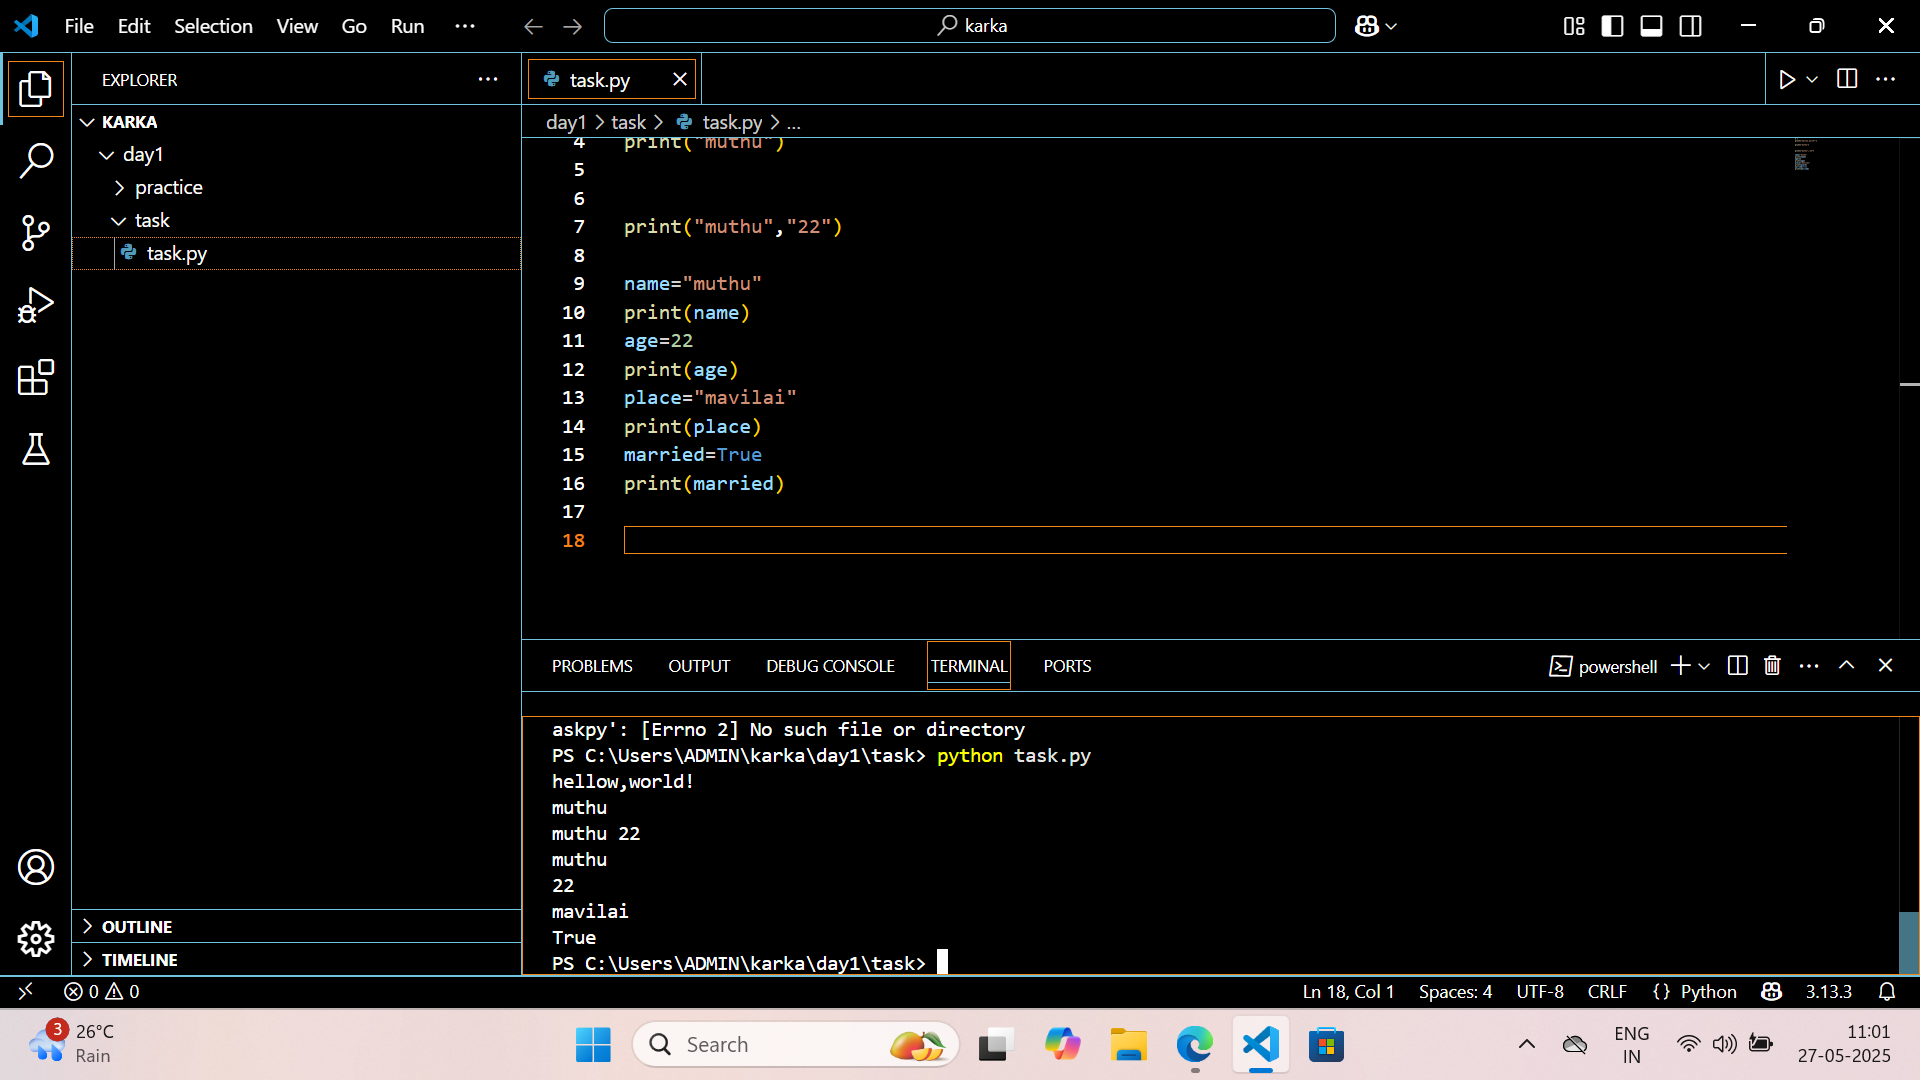 File Edit Selection View Go Run ...
karka
EXPLORER
task.py
KARKA
day1 > task > task.py > ...
day1
practice
task
task.py
4 print("muthu")
5
6
7 print("muthu","22")
8
9 name="muthu"
10 print(name)
11 age=22
12 print(age)
13 place="mavilai"
14 print(place)
15 married=True
16 print(married)
17
18
PROBLEMS OUTPUT DEBUG CONSOLE TERMINAL PORTS
powershell
askpy': [Errno 2] No such file or directory
PS C:\Users\ADMIN\karka\day1\task> python task.py
hellow,world!
muthu
muthu 22
muthu
22
mavilai
True
PS C:\Users\ADMIN\karka\day1\task>
OUTLINE
TIMELINE
0 0
Ln 18, Col 1 Spaces: 4 UTF-8 CRLF {} Python 3.13.3
3
26°C
Rain
Search
ENG
IN
11:01
27-05-2025